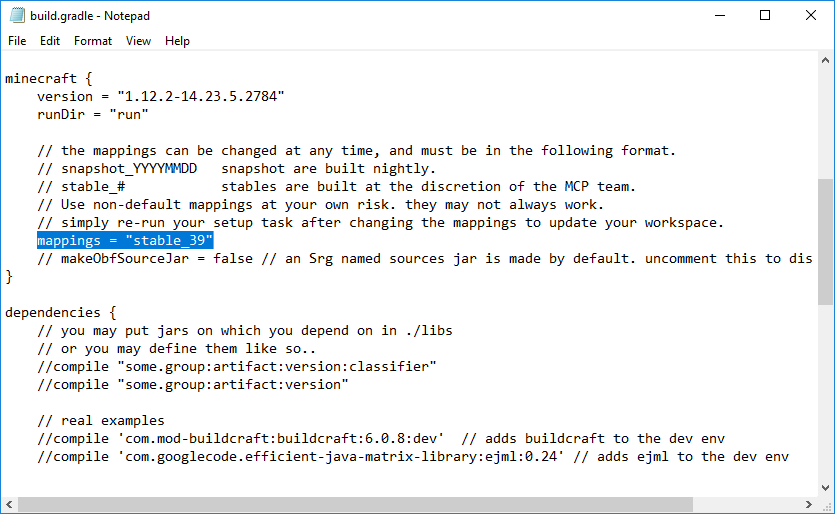 build.gradle - Notepad
File Edit Format View Help
minecraft {
    version = "1.12.2-14.23.5.2784"
    runDir = "run"
    // the mappings can be changed at any time, and must be in the following format.
    // snapshot_YYYYMMDD   snapshot are built nightly.
    // stable_#            stables are built at the discretion of the MCP team.
    // Use non-default mappings at your own risk. they may not always work.
    // simply re-run your setup task after changing the mappings to update your workspace.
    mappings = "stable_39"
    // makeObfSourceJar = false // an Srg named sources jar is made by default. uncomment this to dis
}
dependencies {
    // you may put jars on which you depend on in ./libs
    // or you may define them like so..
    //compile "some.group:artifact:version:classifier"
    //compile "some.group:artifact:version"
    // real examples
    //compile 'com.mod-buildcraft:buildcraft:6.0.8:dev'  // adds buildcraft to the dev env
    //compile 'com.googlecode.efficient-java-matrix-library:ejml:0.24' // adds ejml to the dev env